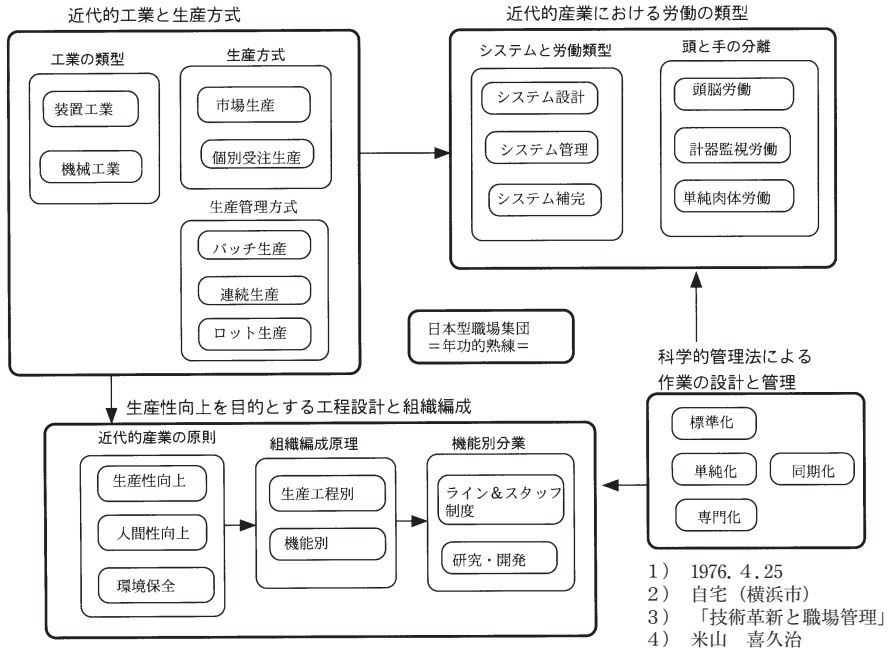 近代的工業と生産方式
工業の類型
装置工業
機械工業
生産方式
市場生産
個別受注生産
生産管理方式
バッチ生産
連続生産
ロット生産
近代的産業における労働の類型
システムと労働類型
システム設計
システム管理
システム補完
頭と手の分離
頭脳労働
計器監視労働
単純肉体労働
日本型職場集団
＝年功的熟練＝
科学的管理法による
作業の設計と管理
標準化
単純化
同期化
専門化
生産性向上を目的とする工程設計と組織編成
近代的産業の原則
生産性向上
人間性向上
環境保全
組織編成原理
生産工程別
機能別
機能別分業
ライン＆スタッフ
制度
研究・開発
1） 1976. 4. 25
2） 自宅（横浜市）
3） 「技術革新と職場管理」
4） 米山　喜久治